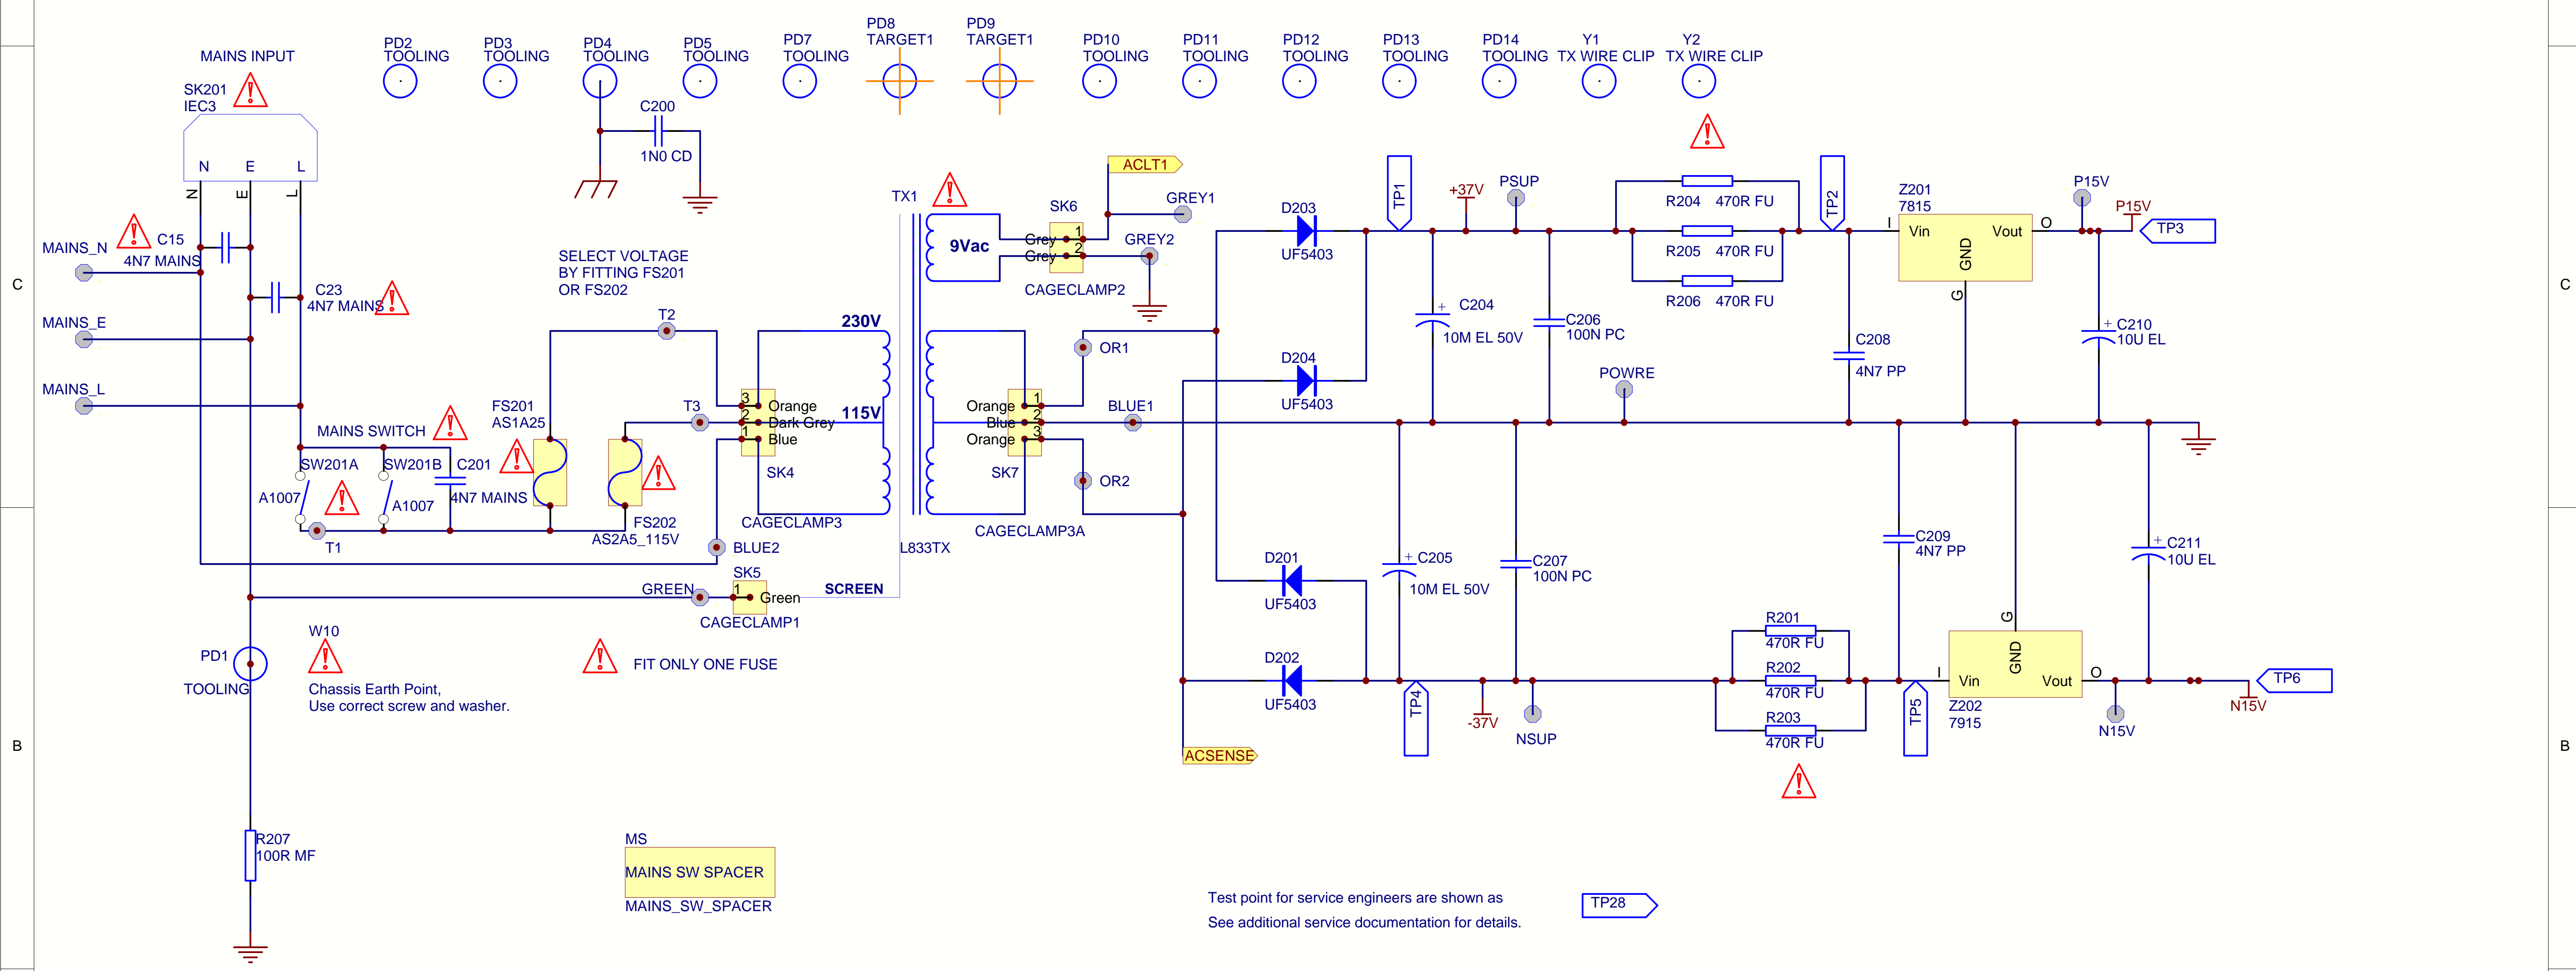 MAINS INPUT
SK201
IEC3
N E L
N
E
L
PD2
TOOLING
PD3
TOOLING
PD4
TOOLING
PD5
TOOLING
PD7
TOOLING
PD8
TARGET1
PD9
TARGET1
PD10
TOOLING
PD11
TOOLING
PD12
TOOLING
PD13
TOOLING
PD14
TOOLING
Y1
TX WIRE CLIP
Y2
TX WIRE CLIP
C200
1N0 CD
C
C
B
B
MAINS_N
C15
4N7 MAINS
C23
4N7 MAINS
MAINS_E
MAINS_L
SELECT VOLTAGE
BY FITTING FS201
OR FS202
T2
T3
FS201
AS1A25
MAINS SWITCH
SW201A
A1007
SW201B
A1007
C201
4N7 MAINS
T1
FS202
AS2A5_115V
3 Orange
2 Dark Grey
1 Blue
SK4
CAGECLAMP3
BLUE2
SK5
1 Green
CAGECLAMP1
GREEN
SCREEN
230V
115V
TX1
L833TX
9Vac
SK6
Grey 1
Grey 2
CAGECLAMP2
ACLT1
GREY1
GREY2
Orange 1
Blue 2
Orange 3
SK7
CAGECLAMP3A
OR1
BLUE1
OR2
D203
UF5403
D204
UF5403
D201
UF5403
D202
UF5403
ACSENSE
TP1
+37V
PSUP
C204
10M EL 50V
C206
100N PC
POWRE
R204 470R FU
R205 470R FU
R206 470R FU
TP2
Z201
7815
I Vin Vout O
GND
G
P15V
P15V
TP3
C208
4N7 PP
C210
10U EL
C205
10M EL 50V
C207
100N PC
TP4
-37V
NSUP
R201
470R FU
R202
470R FU
R203
470R FU
C209
4N7 PP
C211
10U EL
TP5
G
GND
I Vin Vout O
Z202
7915
N15V
N15V
TP6
W10
PD1
TOOLING
Chassis Earth Point,
Use correct screw and washer.
FIT ONLY ONE FUSE
R207
100R MF
MS
MAINS SW SPACER
MAINS_SW_SPACER
Test point for service engineers are shown as
TP28
See additional service documentation for details.